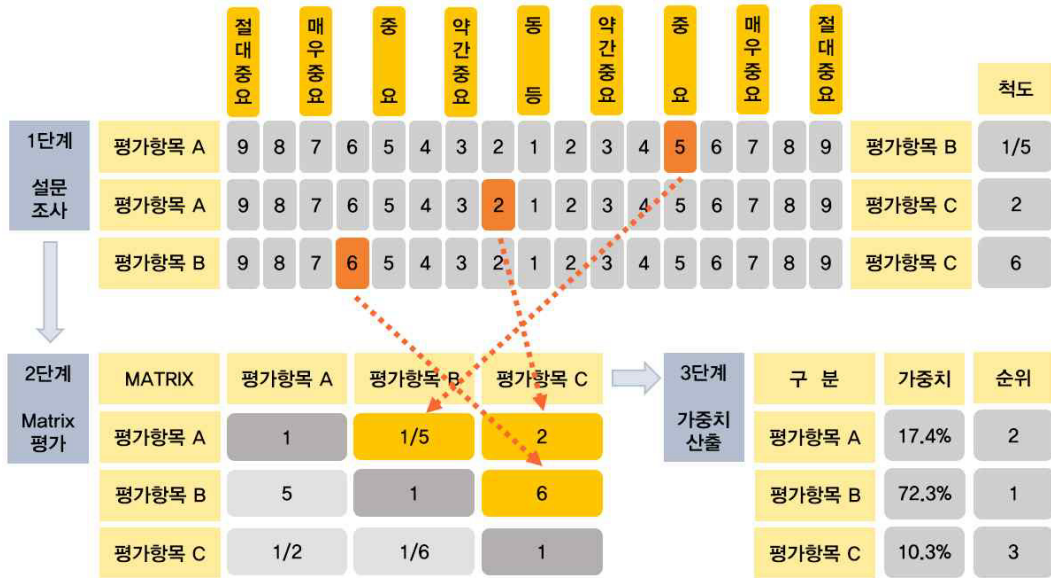 절대중요 매우중요 중요 약간중요 동등 약간중요 중요 매우중요 절대중요
척도
1단계
설문
조사
평가항목 A 9 8 7 6 5 4 3 2 1 2 3 4 5 6 7 8 9 평가항목 B 1/5
평가항목 A 9 8 7 6 5 4 3 2 1 2 3 4 5 6 7 8 9 평가항목 C 2
평가항목 B 9 8 7 6 5 4 3 2 1 2 3 4 5 6 7 8 9 평가항목 C 6
2단계
Matrix
평가
MATRIX 평가항목 A 평가항목 B 평가항목 C
평가항목 A 1 1/5 2
평가항목 B 5 1 6
평가항목 C 1/2 1/6 1
3단계
가중치
산출
구 분 가중치 순위
평가항목 A 17.4% 2
평가항목 B 72.3% 1
평가항목 C 10.3% 3